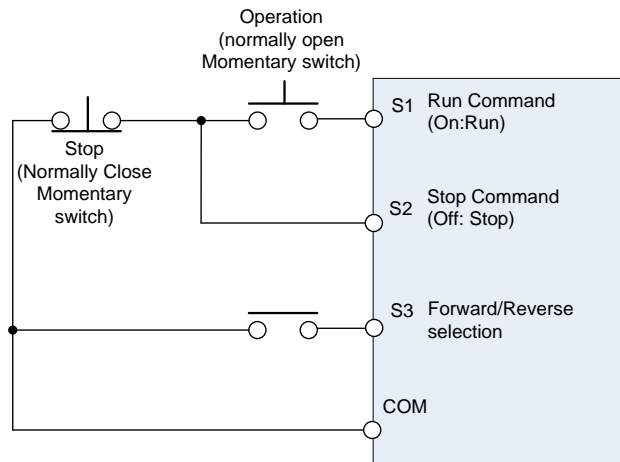 Operation
(normally open
Momentary switch)
Stop
(Normally Close
Momentary
switch)
S1 Run Command
(On:Run)
S2 Stop Command
(Off: Stop)
S3 Forward/Reverse
selection
COM